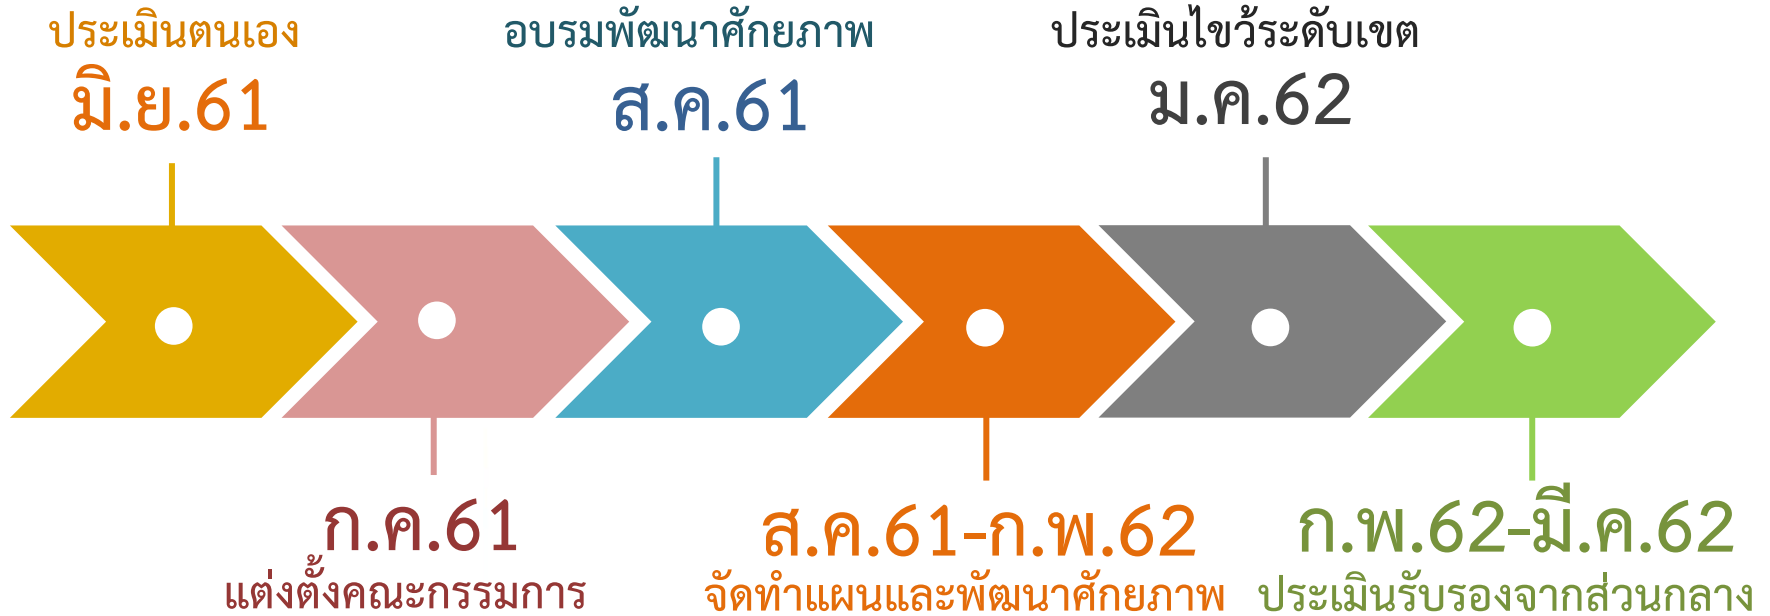 ประเมินตนเอง
มิ.ย.61
อบรมพัฒนาศักยภาพ
ส.ค.61
ประเมินไขว้ระดับเขต
ม.ค.62
ก.ค.61
แต่งตั้งคณะกรรมการ
ส.ค.61-ก.พ.62
จัดทำแผนและพัฒนาศักยภาพ
ก.พ.62-มี.ค.62
ประเมินรับรองจากส่วนกลาง